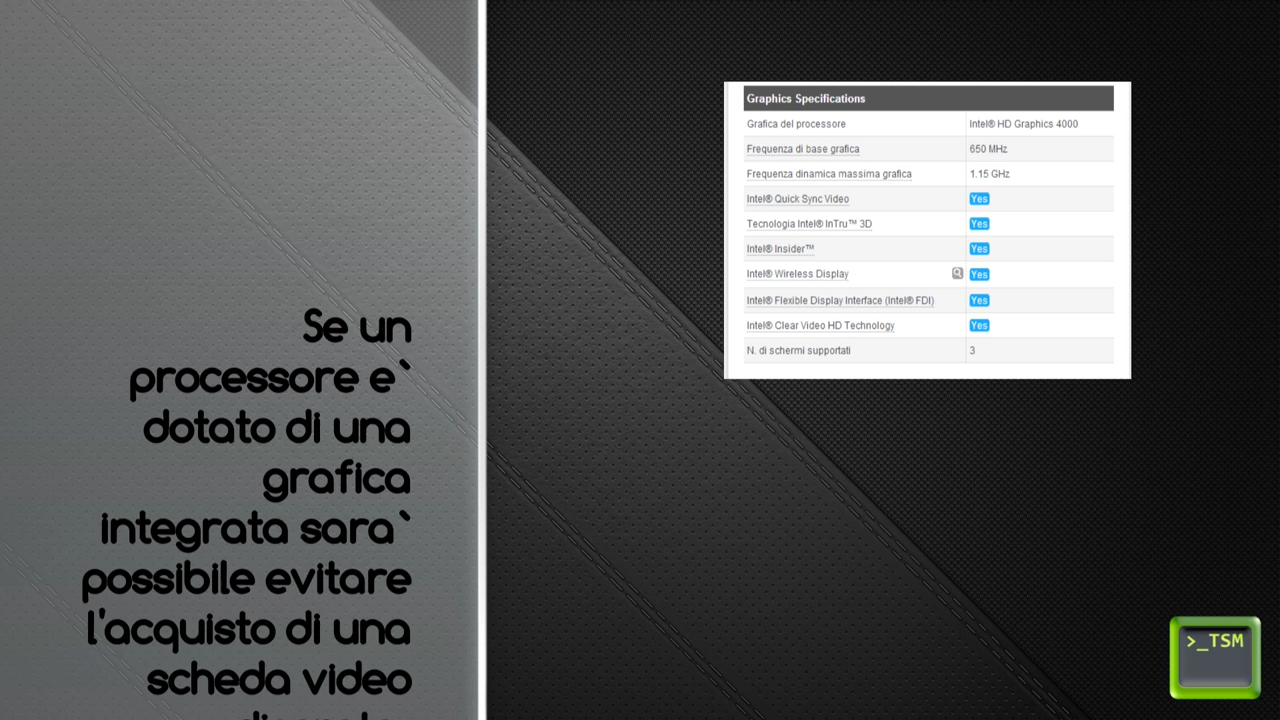 Se un
processore e`
dotato di una
grafica
integrata sara`
possibile evitare
l'acquisto di una
scheda video
Graphics Specifications
Grafica del processore Intel® HD Graphics 4000
Frequenza di base grafica 650 MHz
Frequenza dinamica massima grafica 1.15 GHz
Intel® Quick Sync Video Yes
Tecnologia Intel® InTru™ 3D Yes
Intel® Insider™ Yes
Intel® Wireless Display Yes
Intel® Flexible Display Interface (Intel® FDI) Yes
Intel® Clear Video HD Technology Yes
N. di schermi supportati 3
>_TSM